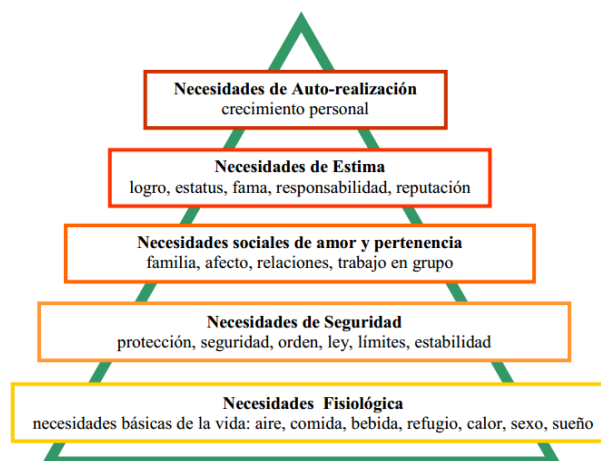 Necesidades de Auto-realización
crecimiento personal
Necesidades de Estima
logro, estatus, fama, responsabilidad, reputación
Necesidades sociales de amor y pertenencia
familia, afecto, relaciones, trabajo en grupo
Necesidades de Seguridad
protección, seguridad, orden, ley, límites, estabilidad
Necesidades Fisiológica
necesidades básicas de la vida: aire, comida, bebida, refugio, calor, sexo, sueño